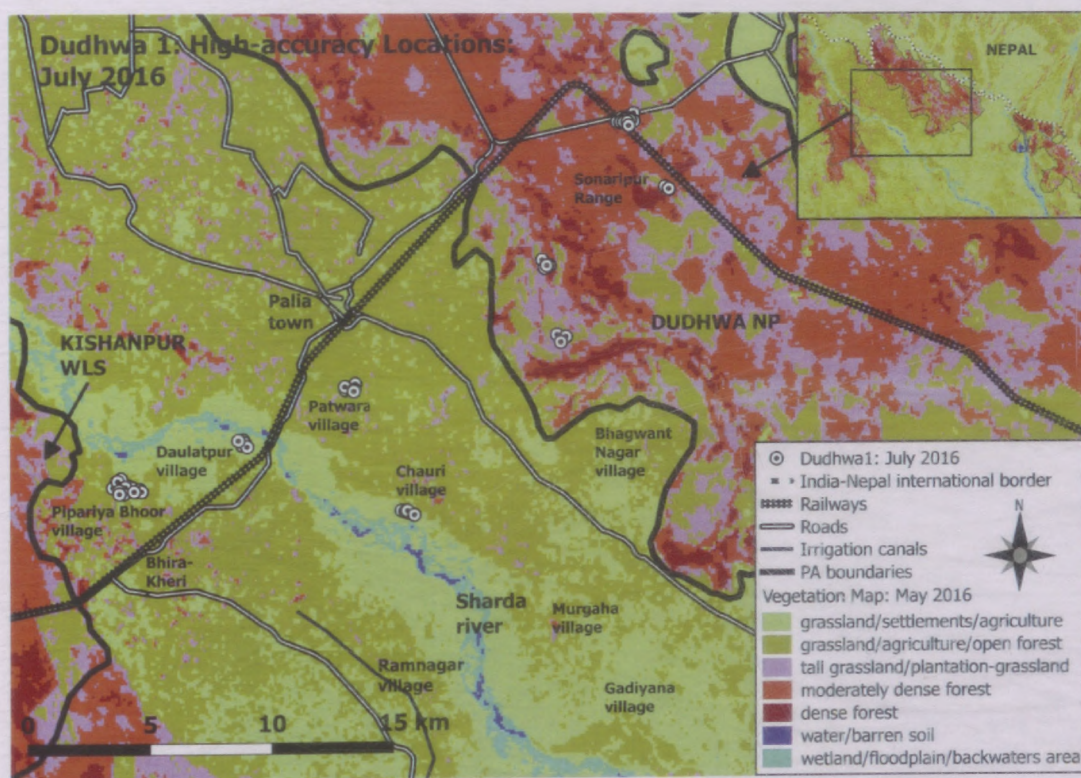 Dudhwa 1: High-accuracy Locations:
July 2016
NEPAL
Sonaripur
Range
Palia
town
DUDHWA NP
KISHANPUR
WLS
Patwara
village
Daulatpur
village
Bhagwant
Nagar
village
Chauri
village
Pipariya Bhoor
village
Bhira-
Kheri
Sharda
river
Murgaha
village
Ramnagar
village
Gadiyana
village
0 5 10 15 km
Dudhwa1: July 2016
India-Nepal international border
Railways
Roads
Irrigation canals
PA boundaries
N
Vegetation Map: May 2016
grassland/settlements/agriculture
grassland/agriculture/open forest
tall grassland/plantation-grassland
moderately dense forest
dense forest
water/barren soil
wetland/floodplain/backwaters area